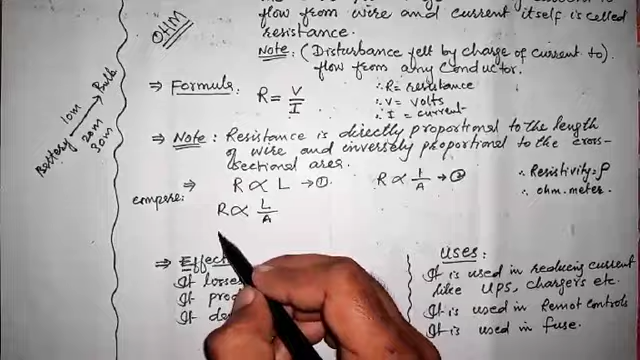 flow from wire and current itself is called
resistance.
OHM
Note: (Disturbance felt by charge of current to
flow from any conductor.)
Battery → Bulb
10m
20m
30m
⇒ Formula:
R = V/I
∴ R = resistance
∴ V = volts
∴ I = current
⇒ Note: Resistance is directly proportional to the length
of wire and inversely proportional to the cross-
sectional area.
⇒ R ∝ L → ①
R ∝ 1/A → ②
∴ Resistivity: ρ
∴ ohm.meter.
compare:
R ∝ L/A
⇒ Effect
It losses
It
It
uses:
It is used in reducing current
like UPS, chargers etc.
It is used in Remot controls
It is used in fuse.